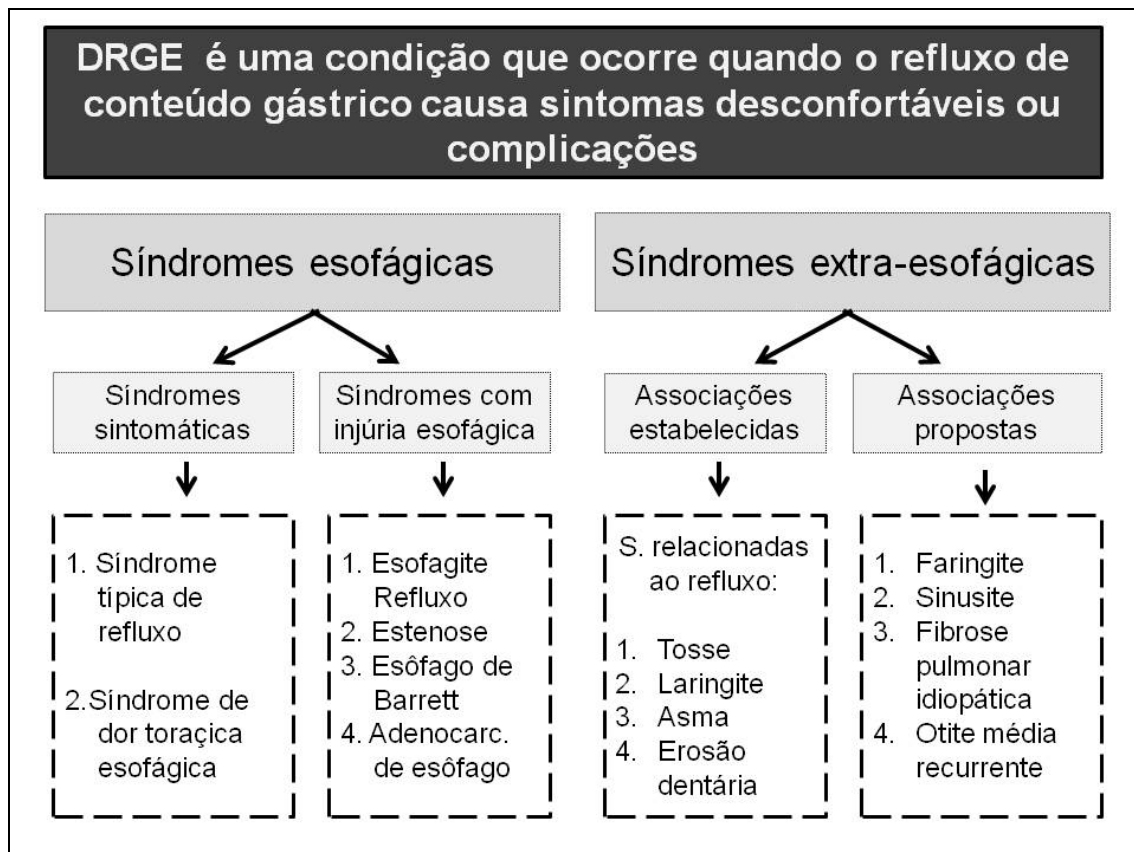 DRGE é uma condição que ocorre quando o refluxo de
conteúdo gástrico causa sintomas desconfortáveis ou
complicações
Síndromes esofágicas
Síndromes extra-esofágicas
Síndromes
sintomáticas
Síndromes com
injúria esofágica
Associações
estabelecidas
Associações
propostas
1. Síndrome
típica de
refluxo
2.Síndrome de
dor toraçica
esofágica
1. Esofagite
Refluxo
2. Estenose
3. Esôfago de
Barrett
4. Adenocarc.
de esôfago
S. relacionadas
ao refluxo:
1. Tosse
2. Laringite
3. Asma
4. Erosão
dentária
1. Faringite
2. Sinusite
3. Fibrose
pulmonar
idiopática
4. Otite média
recurrente